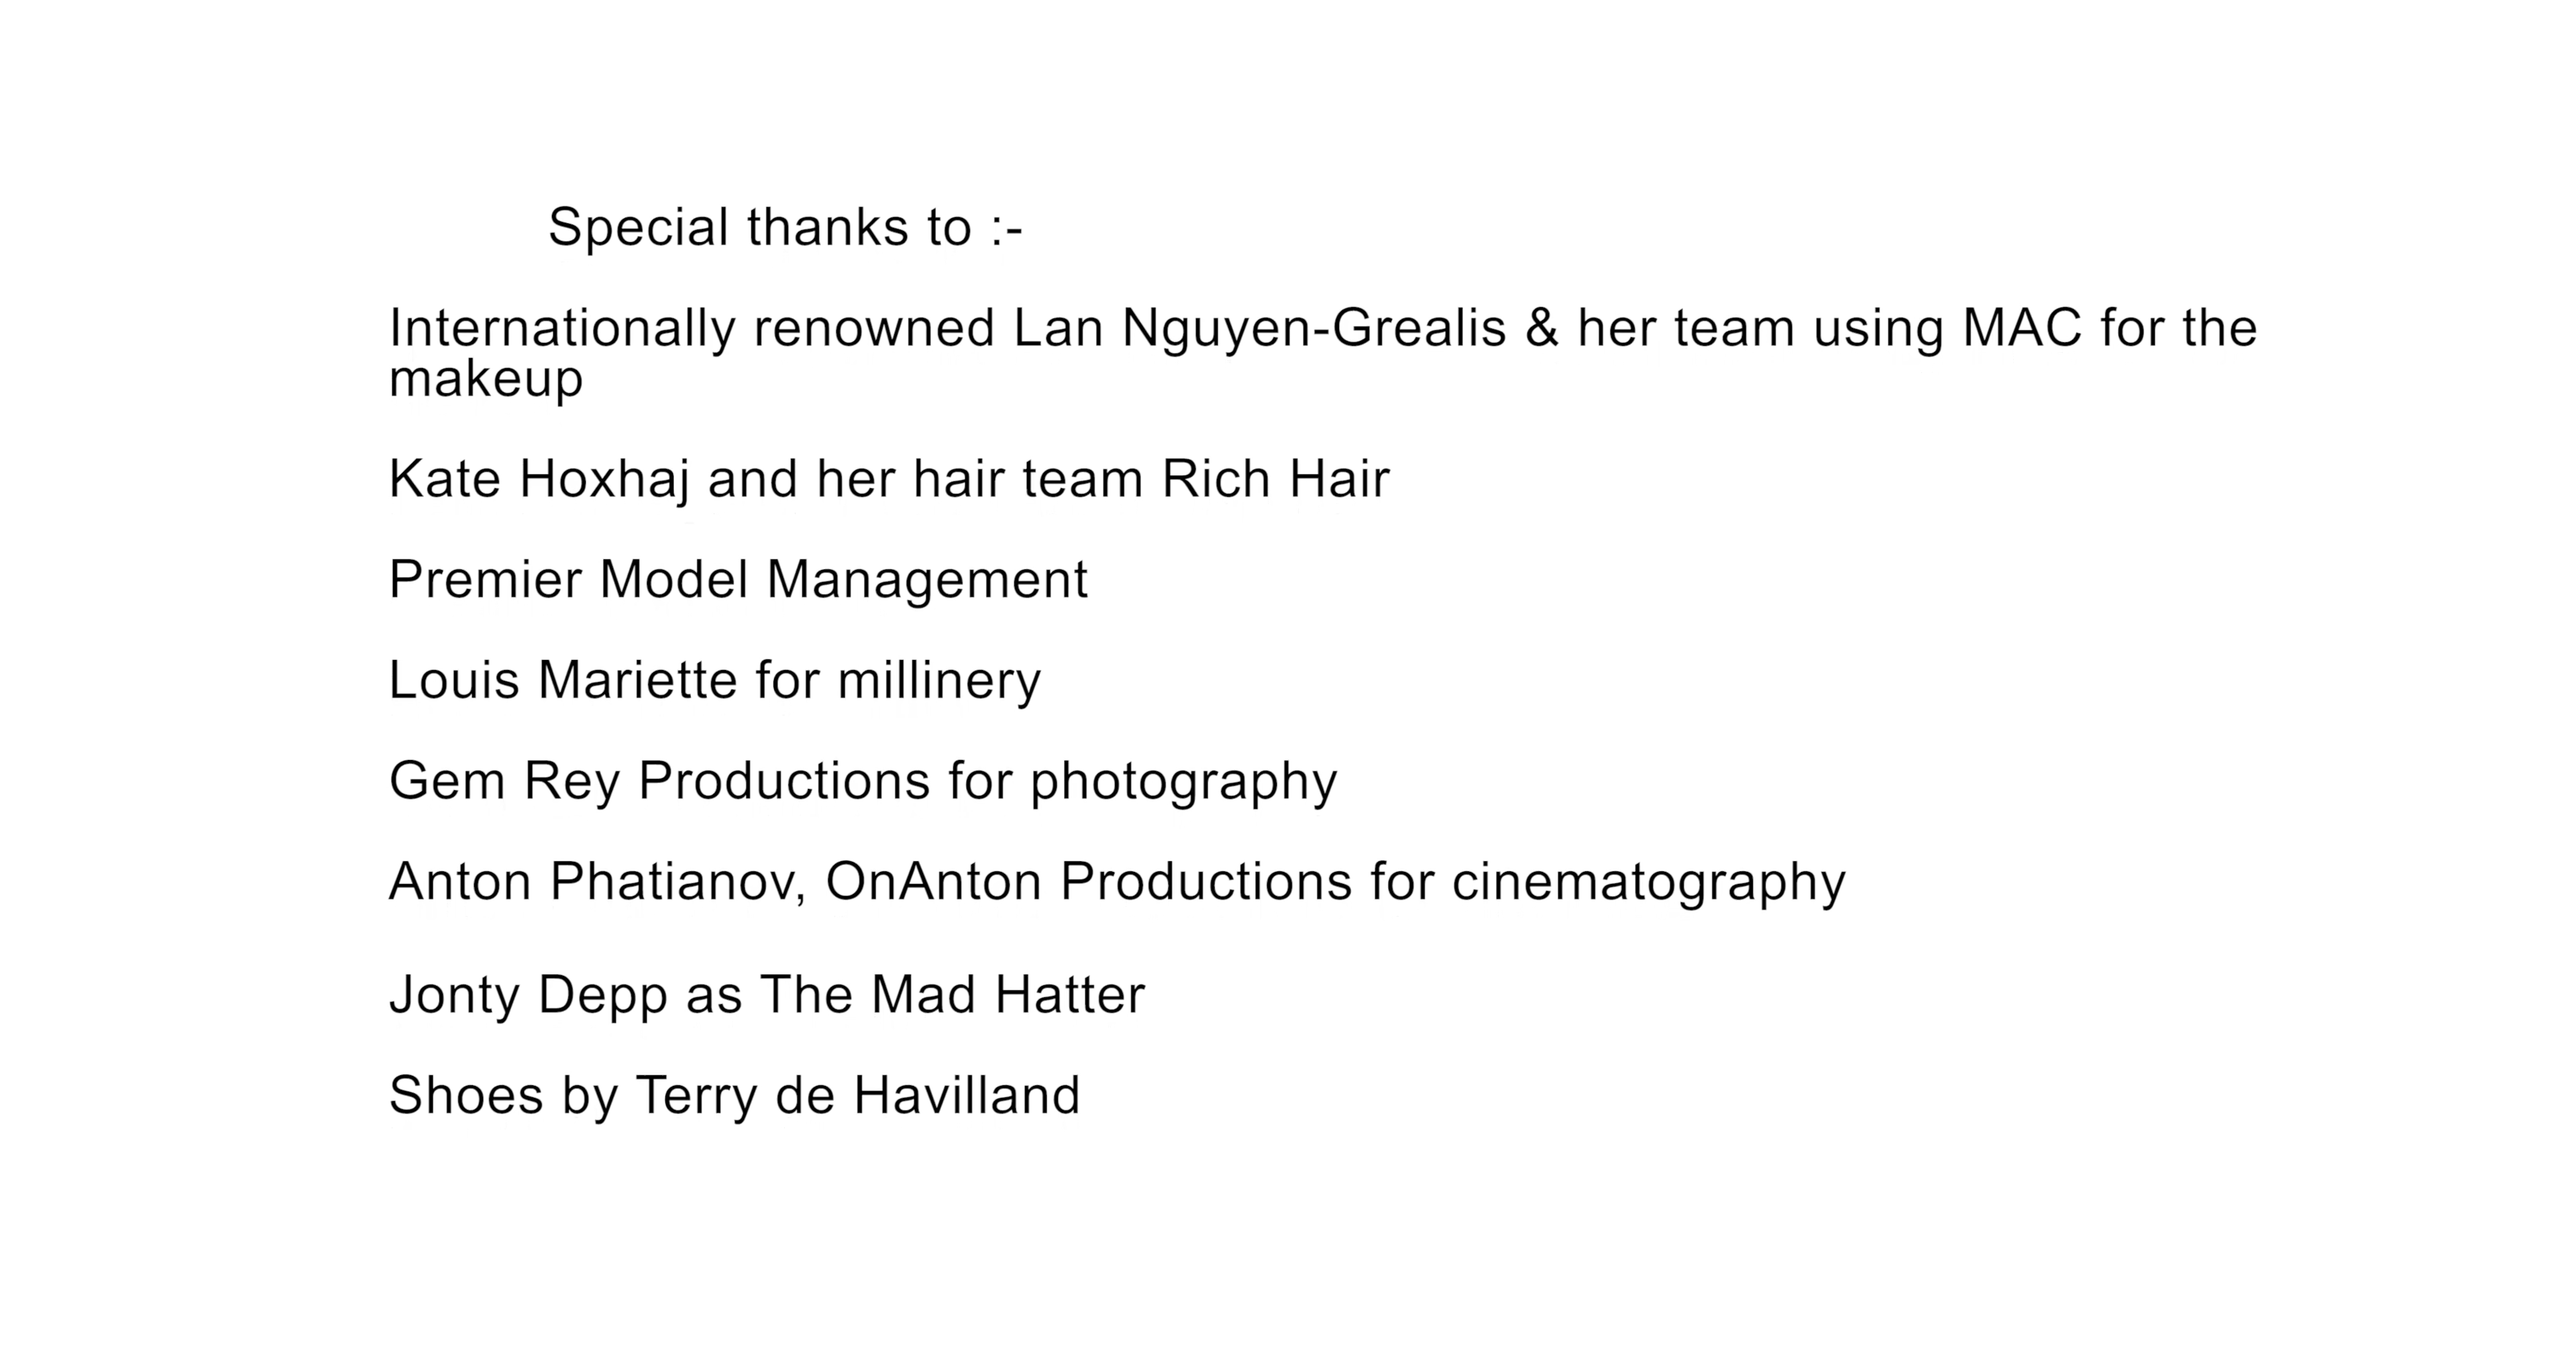 Special thanks to :-
Internationally renowned Lan Nguyen-Grealis & her team using MAC for the
makeup
Kate Hoxhaj and her hair team Rich Hair
Premier Model Management
Louis Mariette for millinery
Gem Rey Productions for photography
Anton Phatianov, OnAnton Productions for cinematography
Jonty Depp as The Mad Hatter
Shoes by Terry de Havilland